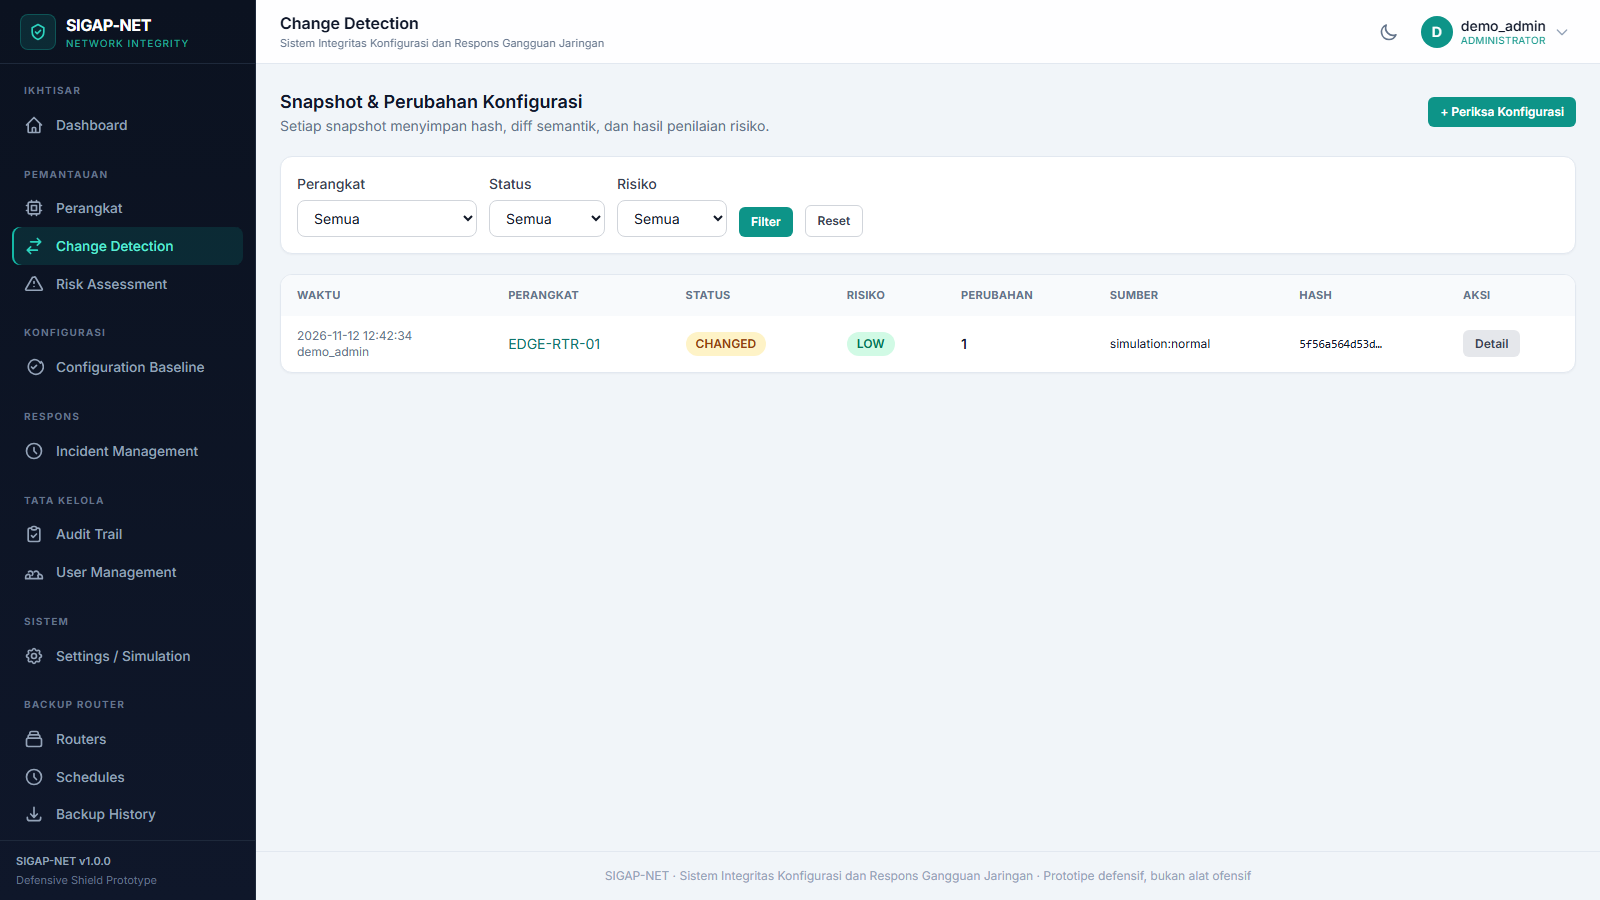 SIGAP-NET
NETWORK INTEGRITY
IKHTISAR
Dashboard
PEMANTAUAN
Perangkat
Change Detection
Risk Assessment
KONFIGURASI
Configuration Baseline
RESPONS
Incident Management
TATA KELOLA
Audit Trail
User Management
SISTEM
Settings / Simulation
BACKUP ROUTER
Routers
Schedules
Backup History
SIGAP-NET v1.0.0
Defensive Shield Prototype
Change Detection
Sistem Integritas Konfigurasi dan Respons Gangguan Jaringan
D
demo_admin
ADMINISTRATOR
Snapshot & Perubahan Konfigurasi
Setiap snapshot menyimpan hash, diff semantik, dan hasil penilaian risiko.
+ Periksa Konfigurasi
Perangkat Status Risiko
Semua Semua Semua Filter Reset
WAKTU PERANGKAT STATUS RISIKO PERUBAHAN SUMBER HASH AKSI
2026-11-12 12:42:34
demo_admin
EDGE-RTR-01 CHANGED LOW 1 simulation:normal 5f56a564d53d… Detail
SIGAP-NET · Sistem Integritas Konfigurasi dan Respons Gangguan Jaringan · Prototipe defensif, bukan alat ofensif